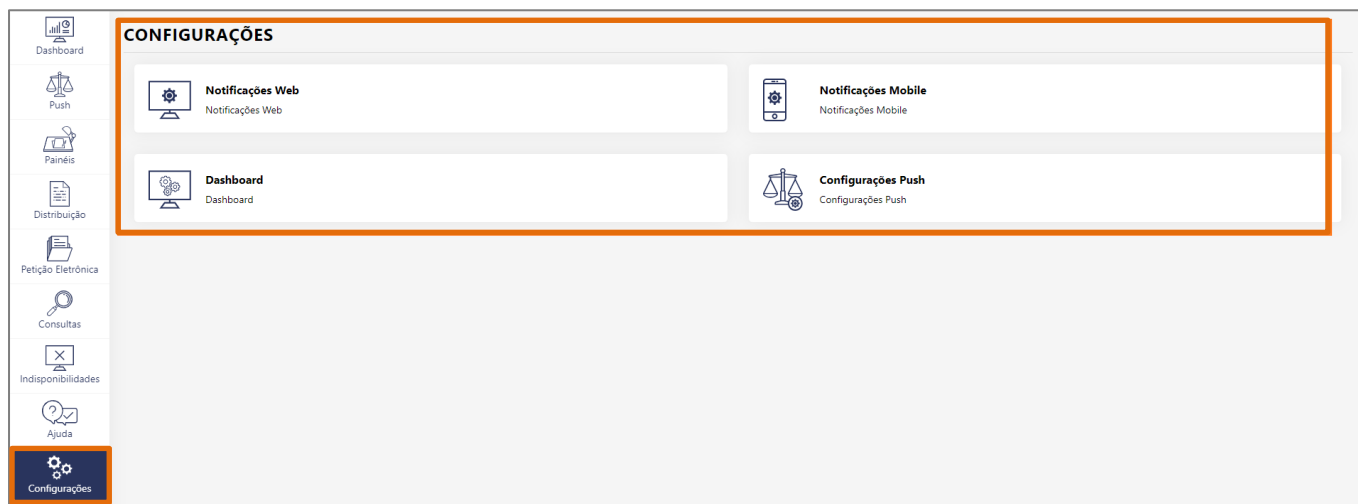 Dashboard
Push
Painéis
Distribuição
Petição Eletrônica
Consultas
Indisponibilidades
Ajuda
Configurações
CONFIGURAÇÕES
Notificações Web
Notificações Web
Notificações Mobile
Notificações Mobile
Dashboard
Dashboard
Configurações Push
Configurações Push